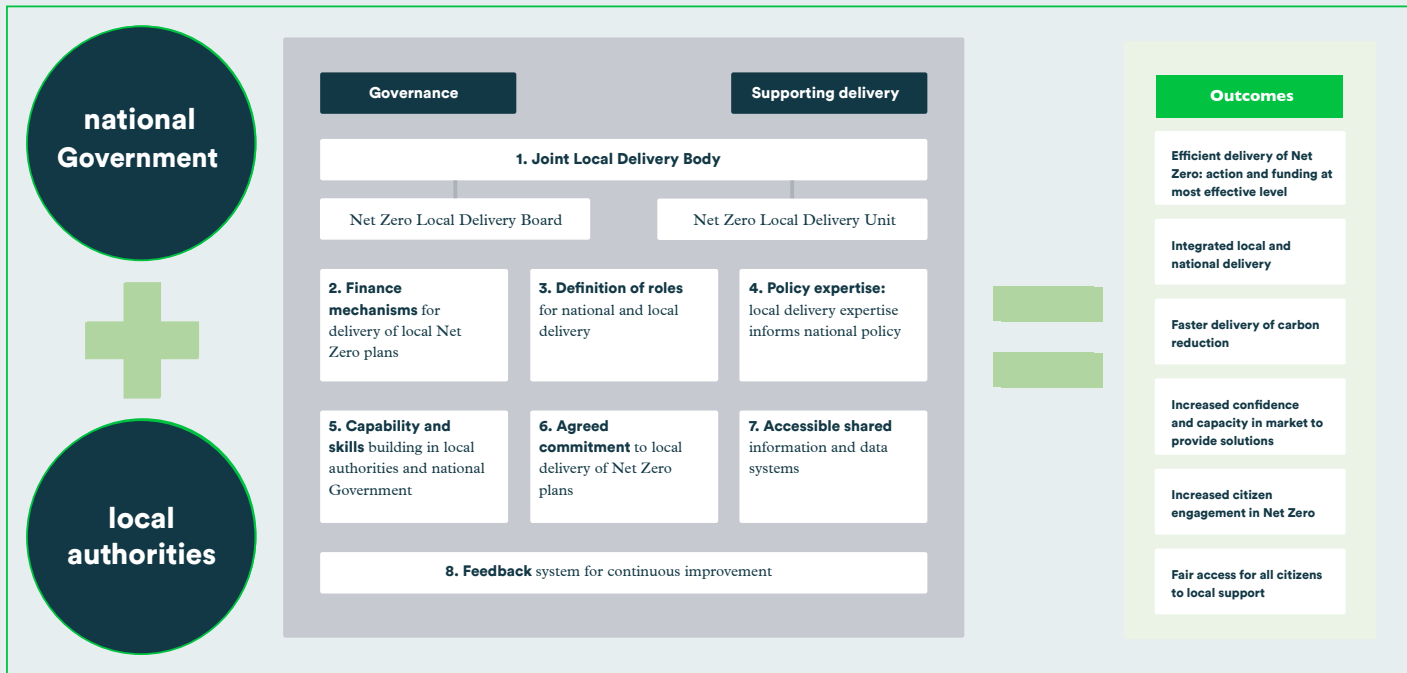 national
Government
local
authorities
Governance
Supporting delivery
1. Joint Local Delivery Body
Net Zero Local Delivery Board
Net Zero Local Delivery Unit
2. Finance
mechanisms for
delivery of local Net
Zero plans
3. Definition of roles
for national and local
delivery
4. Policy expertise:
local delivery expertise
informs national policy
5. Capability and
skills building in local
authorities and national
Government
6. Agreed
commitment to local
delivery of Net Zero
plans
7. Accessible shared
information and data
systems
8. Feedback system for continuous improvement
Outcomes
Efficient delivery of Net
Zero: action and funding at
most effective level
Integrated local and
national delivery
Faster delivery of carbon
reduction
Increased confidence
and capacity in market to
provide solutions
Increased citizen
engagement in Net Zero
Fair access for all citizens
to local support